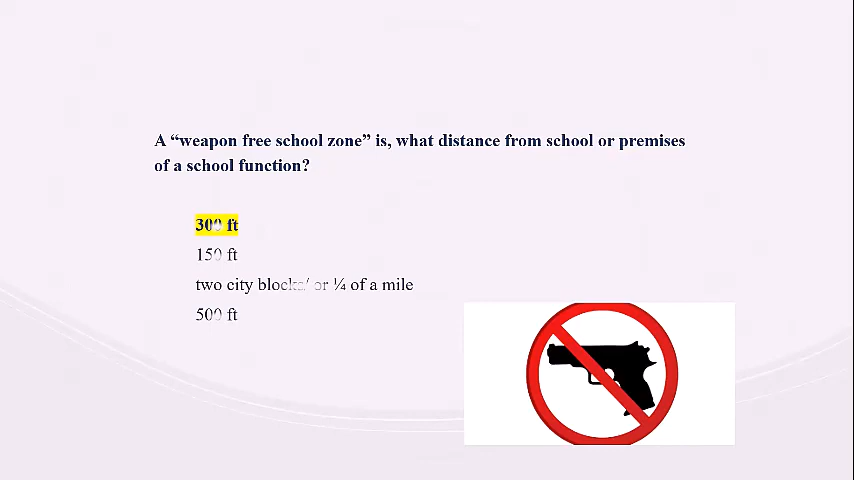 A “weapon free school zone” is, what distance from school or premises
of a school function?
300 ft
150 ft
two city blocks/ or ¼ of a mile
500 ft